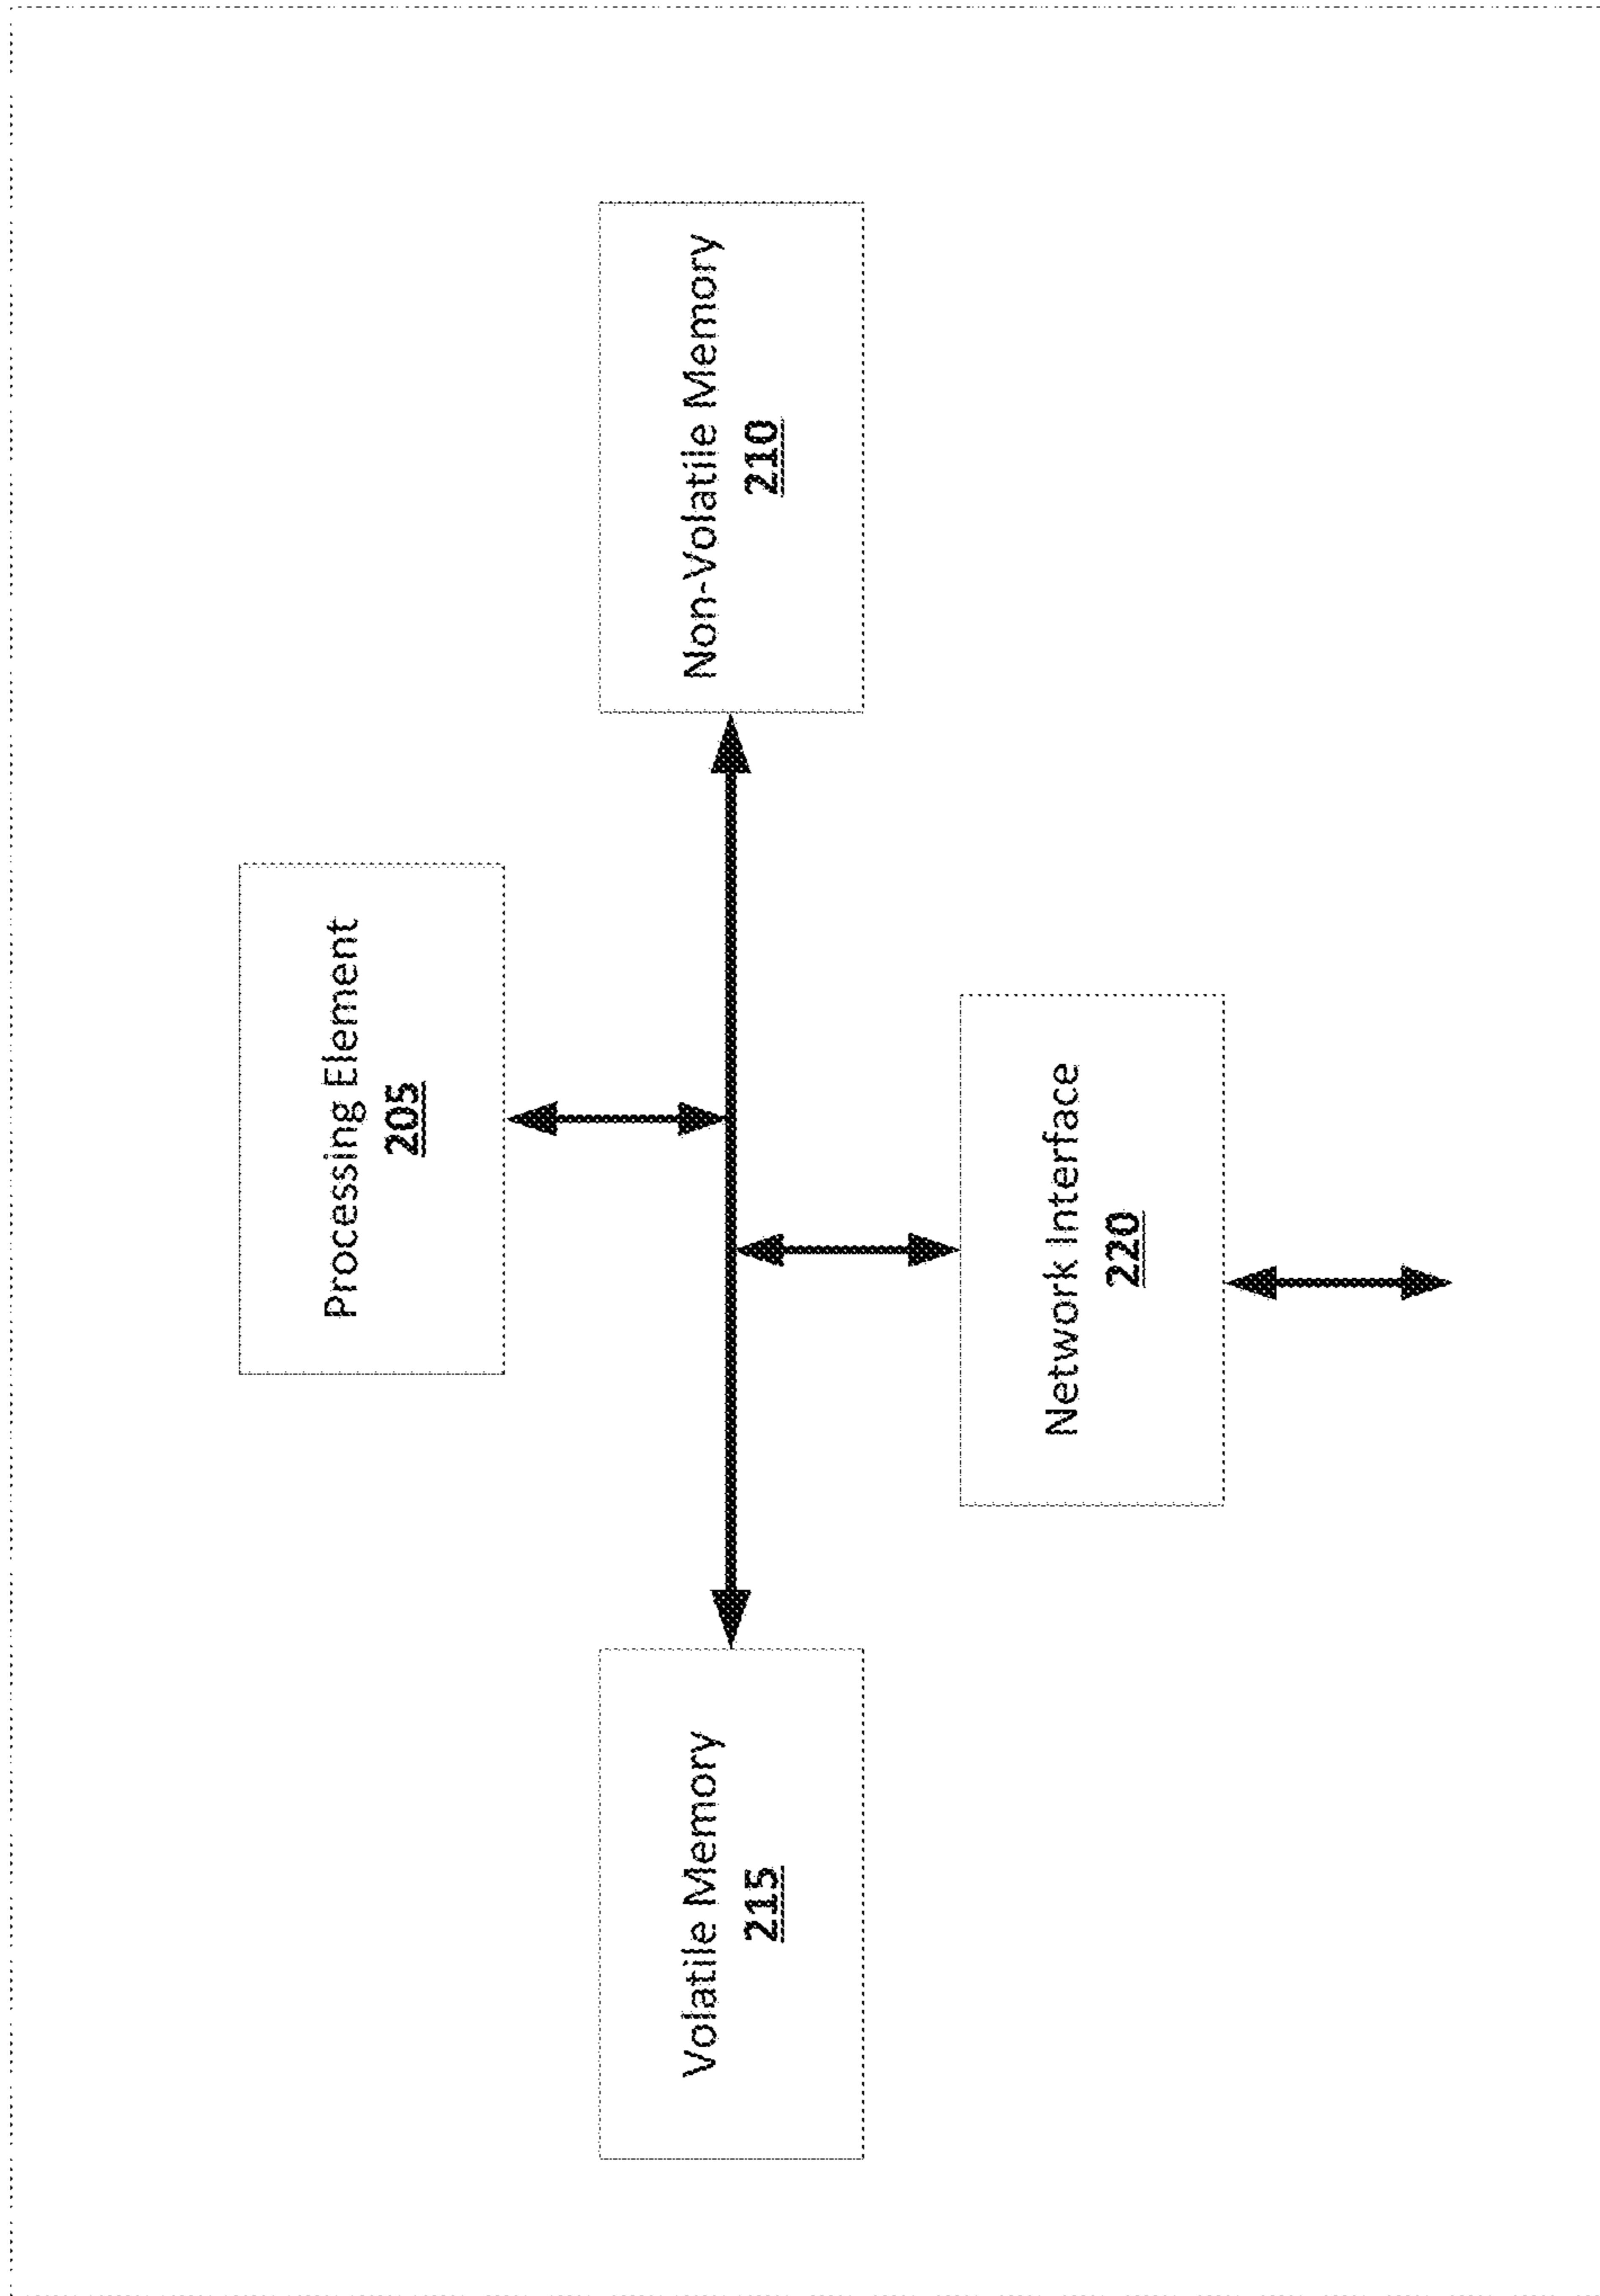 Processing Element
205
Volatile Memory
215
Non-Volatile Memory
210
Network Interface
220